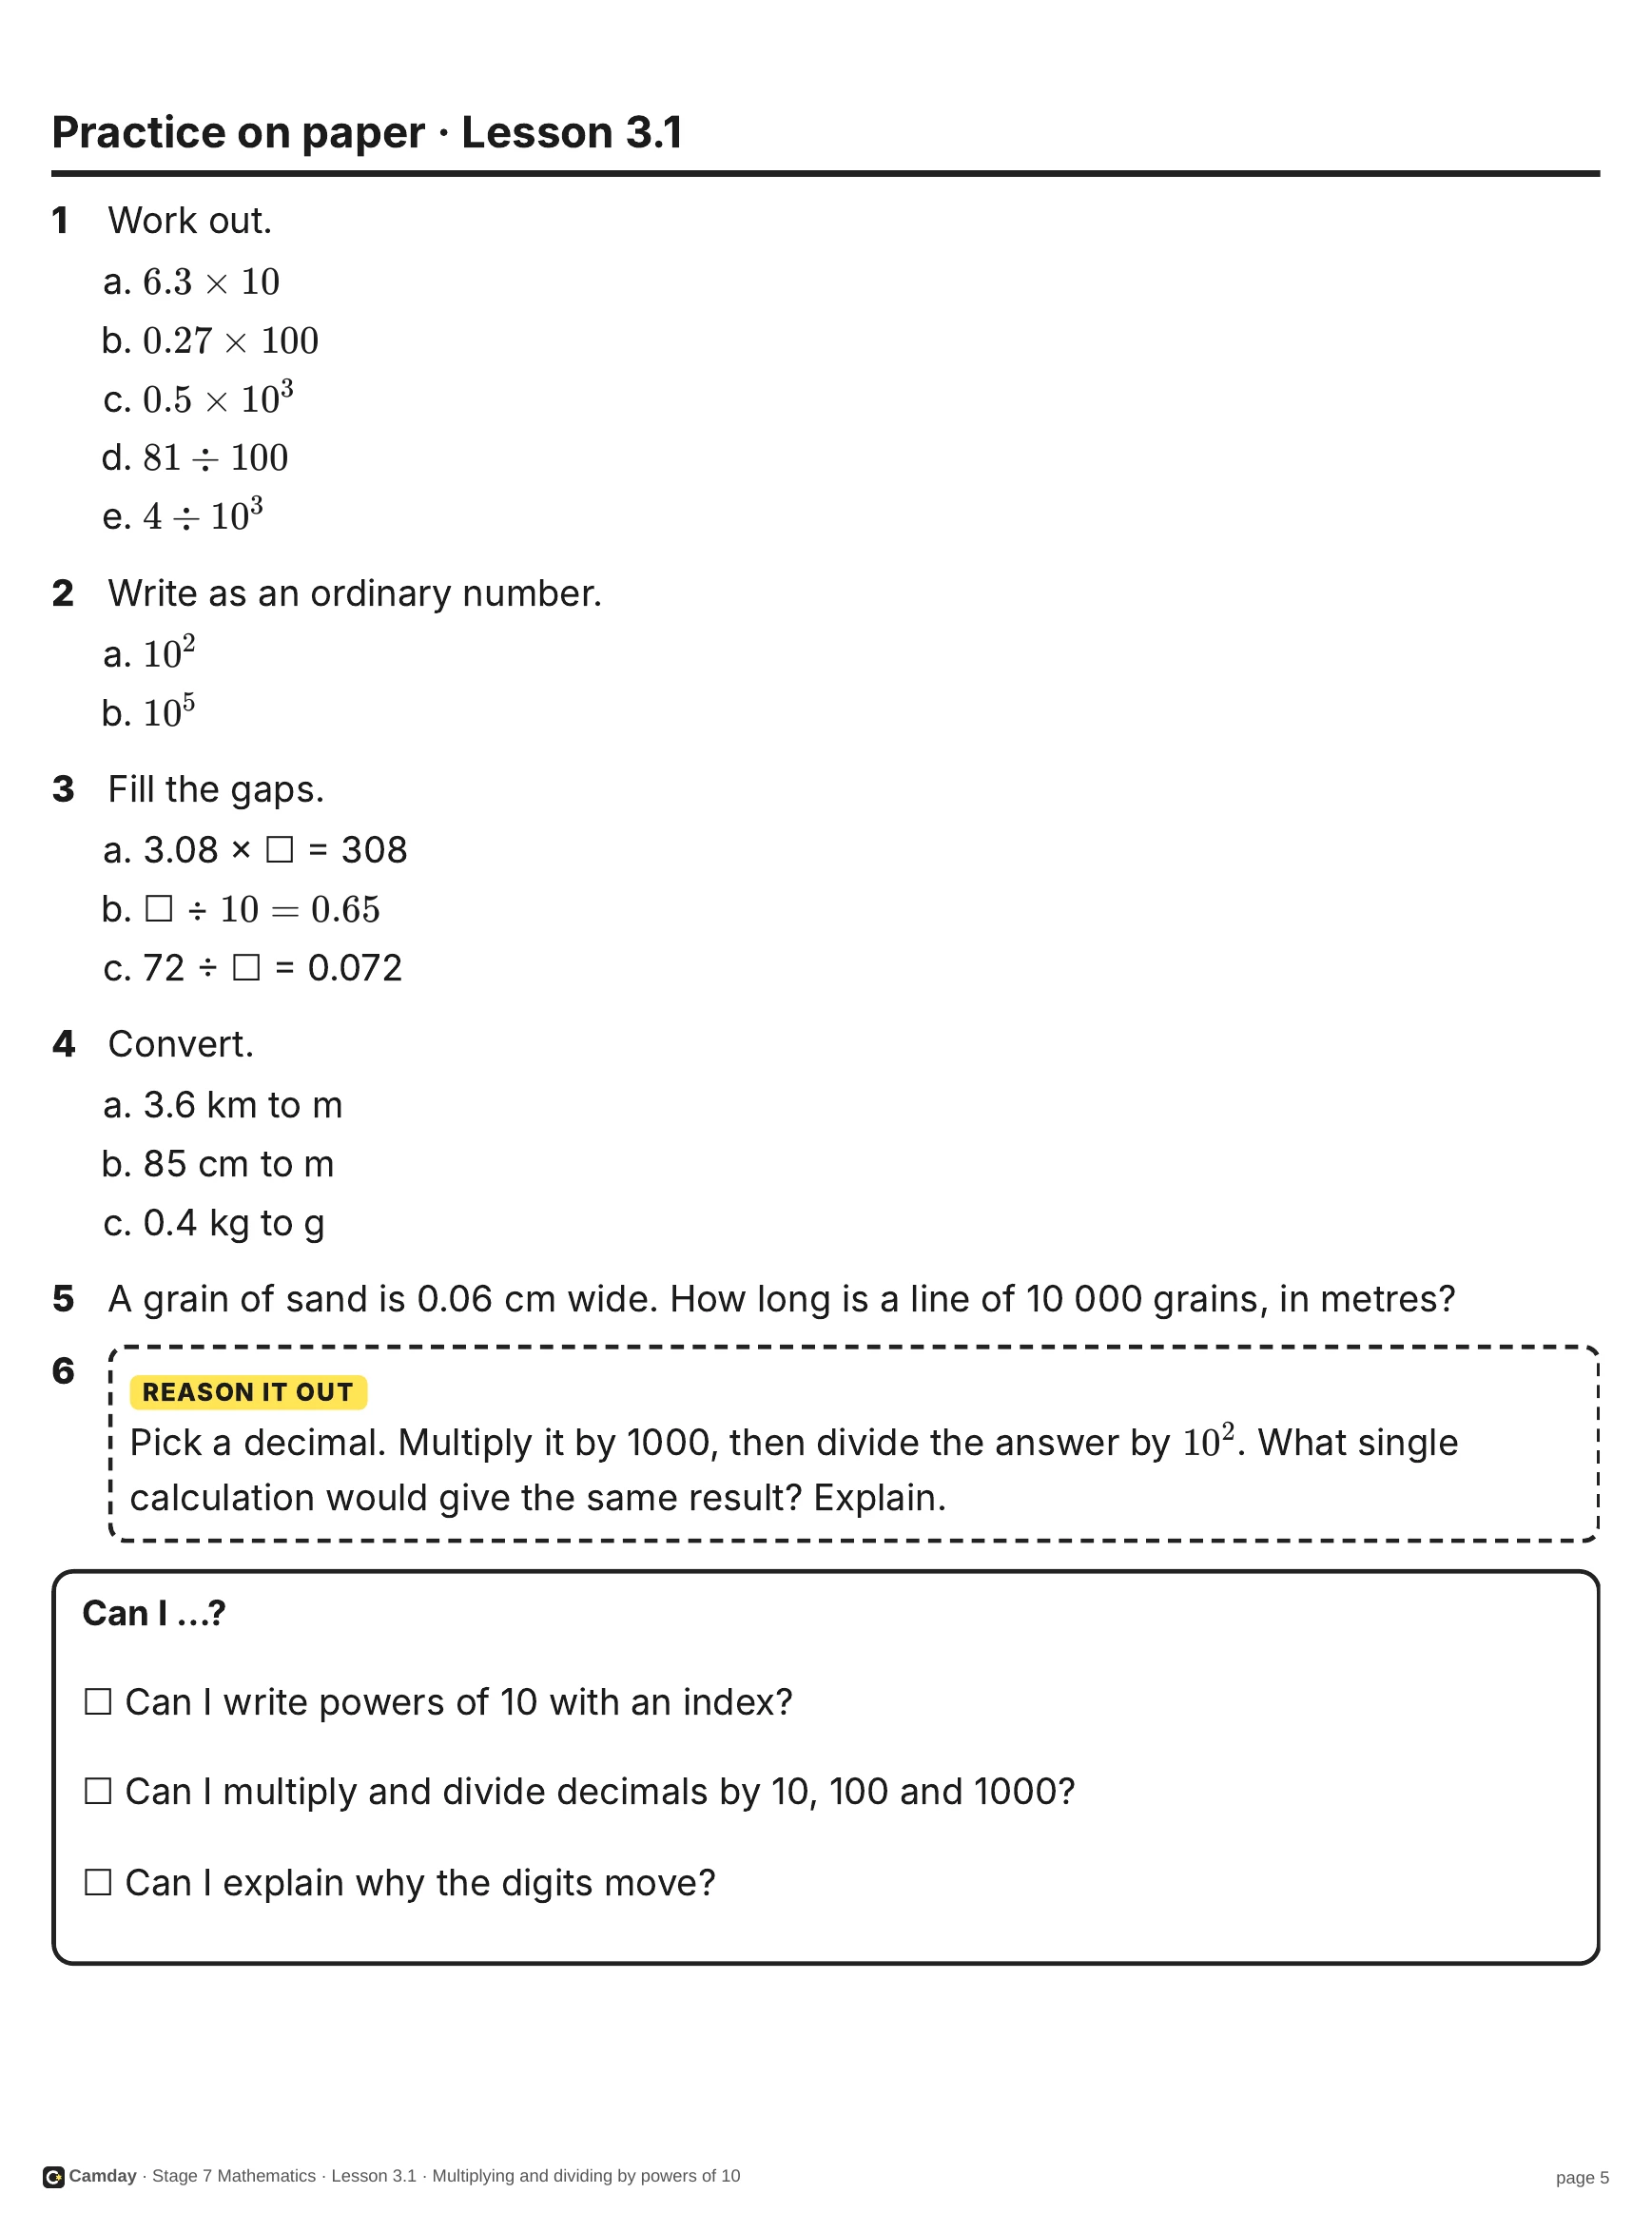 Practice on paper · Lesson 3.1
1 Work out.
a. 6.3 × 10
b. 0.27 × 100
c. 0.5 × 10³
d. 81 ÷ 100
e. 4 ÷ 10³
2 Write as an ordinary number.
a. 10²
b. 10⁵
3 Fill the gaps.
a. 3.08 × □ = 308
b. □ ÷ 10 = 0.65
c. 72 ÷ □ = 0.072
4 Convert.
a. 3.6 km to m
b. 85 cm to m
c. 0.4 kg to g
5 A grain of sand is 0.06 cm wide. How long is a line of 10 000 grains, in metres?
6 REASON IT OUT
Pick a decimal. Multiply it by 1000, then divide the answer by 10². What single
calculation would give the same result? Explain.
Can I ...?
□ Can I write powers of 10 with an index?
□ Can I multiply and divide decimals by 10, 100 and 1000?
□ Can I explain why the digits move?
Camday · Stage 7 Mathematics · Lesson 3.1 · Multiplying and dividing by powers of 10 page 5